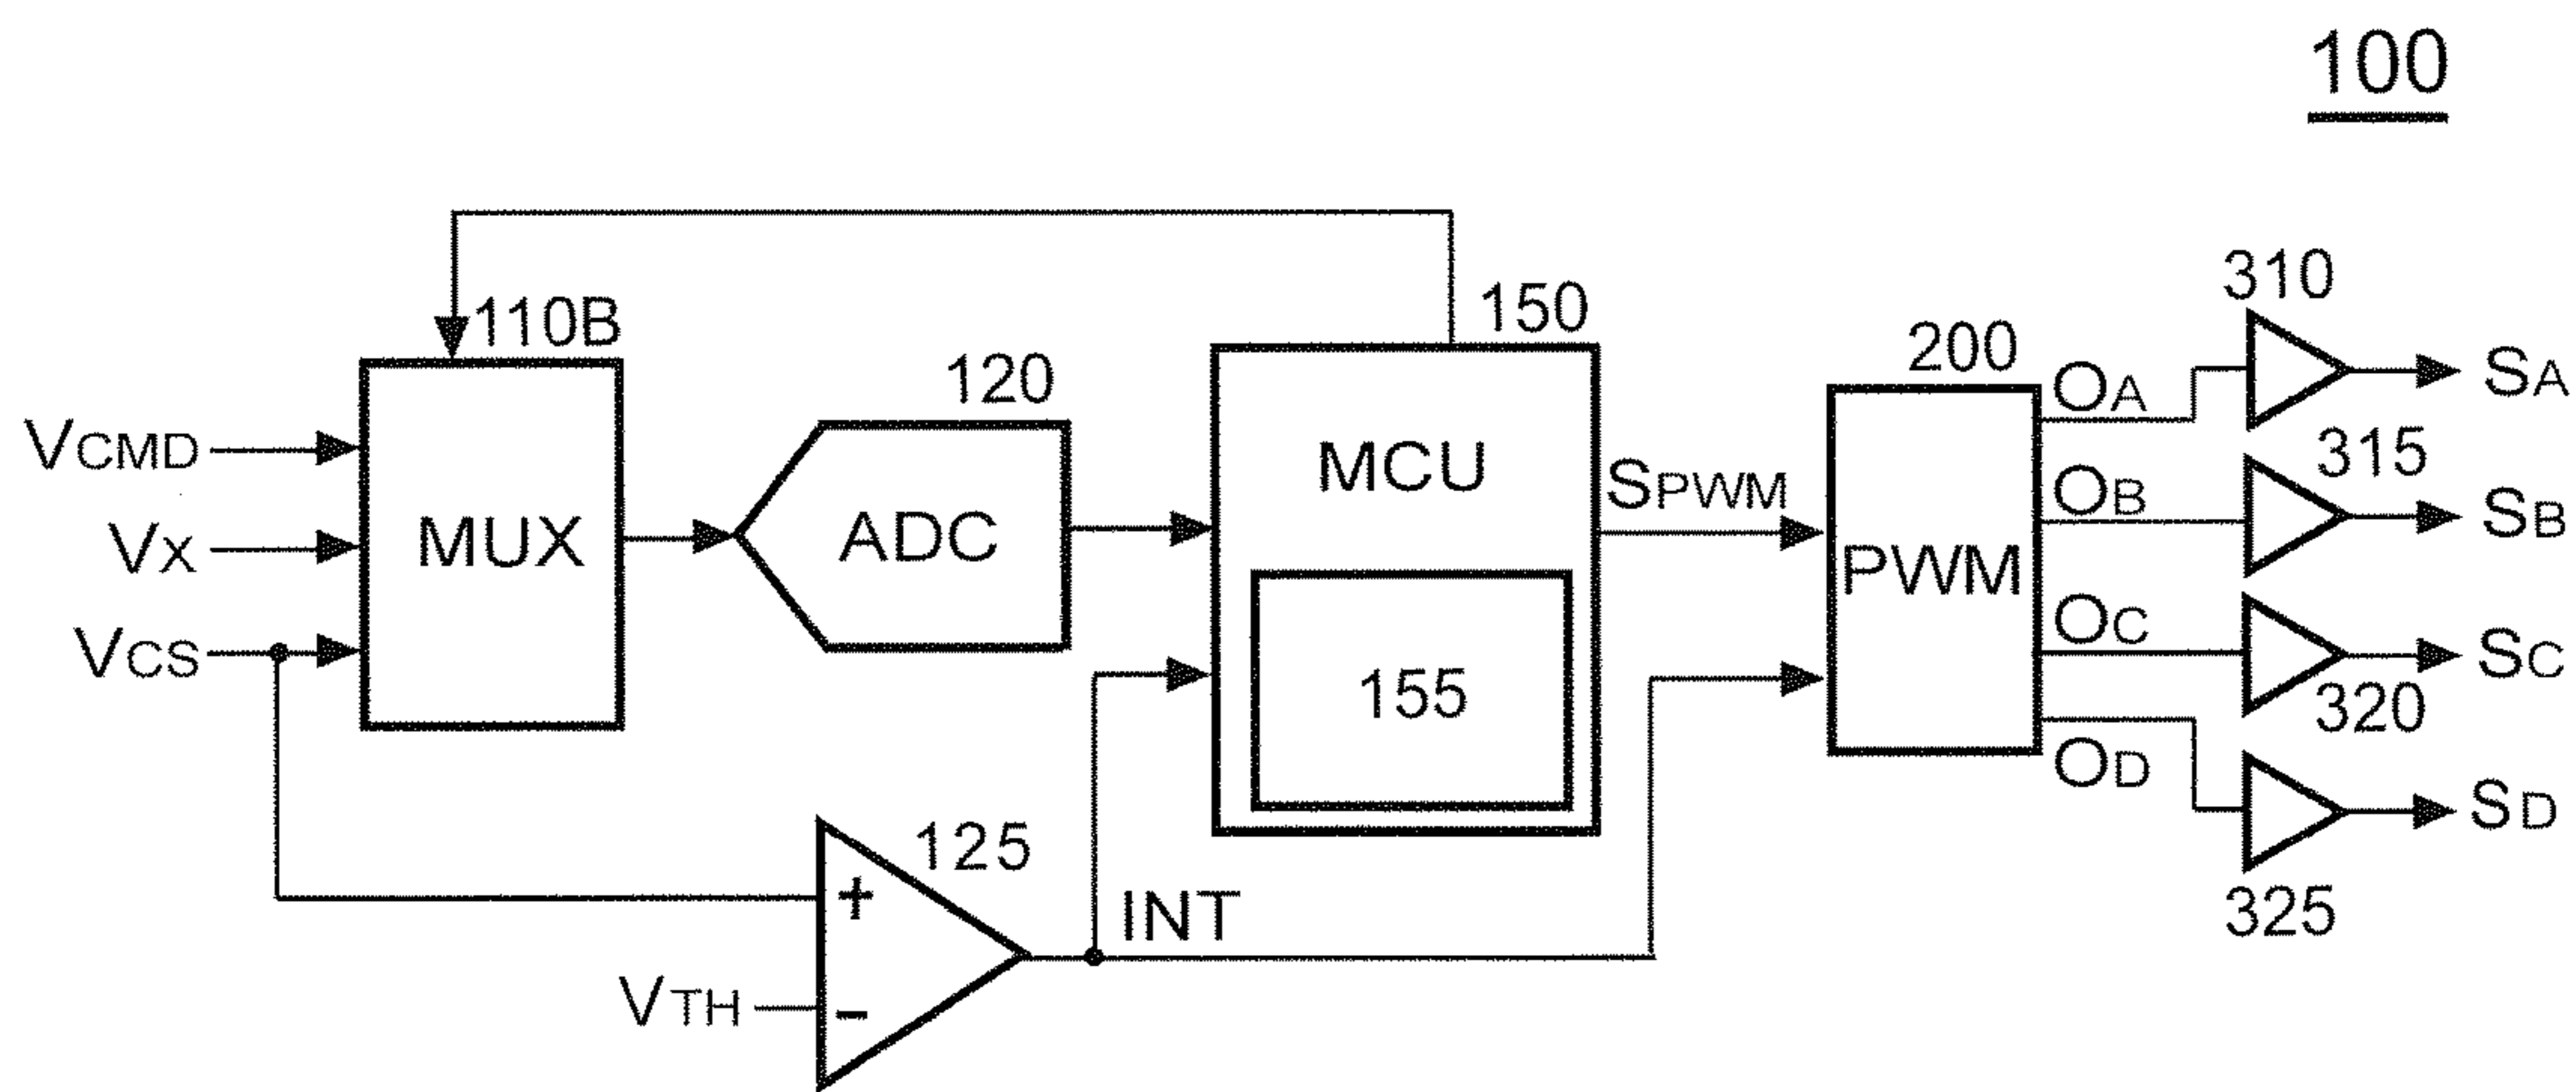 100
110B
150
310
200
120
OA
SA
VCMD
MCU
315
SPWM
OB
SB
MUX
ADC
VX
PWM
OC
VCS
SC
155
320
OD
SD
125
+
INT
325
VTH
−